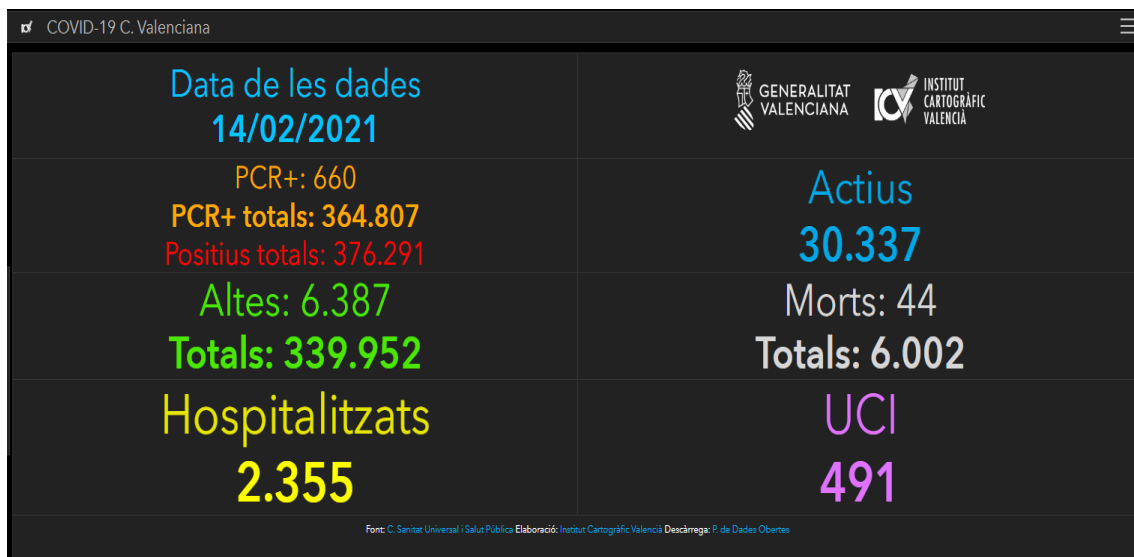 COVID-19 C. Valenciana
Data de les dades
14/02/2021
GENERALITAT
VALENCIANA
ICV
INSTITUT
CARTOGRÀFIC
VALENCIÀ
PCR+: 660
PCR+ totals: 364.807
Positius totals: 376.291
Actius
30.337
Altes: 6.387
Totals: 339.952
Morts: 44
Totals: 6.002
Hospitalitzats
2.355
UCI
491
Font: C. Sanitat Universal i Salut Pública Elaboració: Institut Cartogràfic Valencià Descàrrega: P. de Dades Obertes